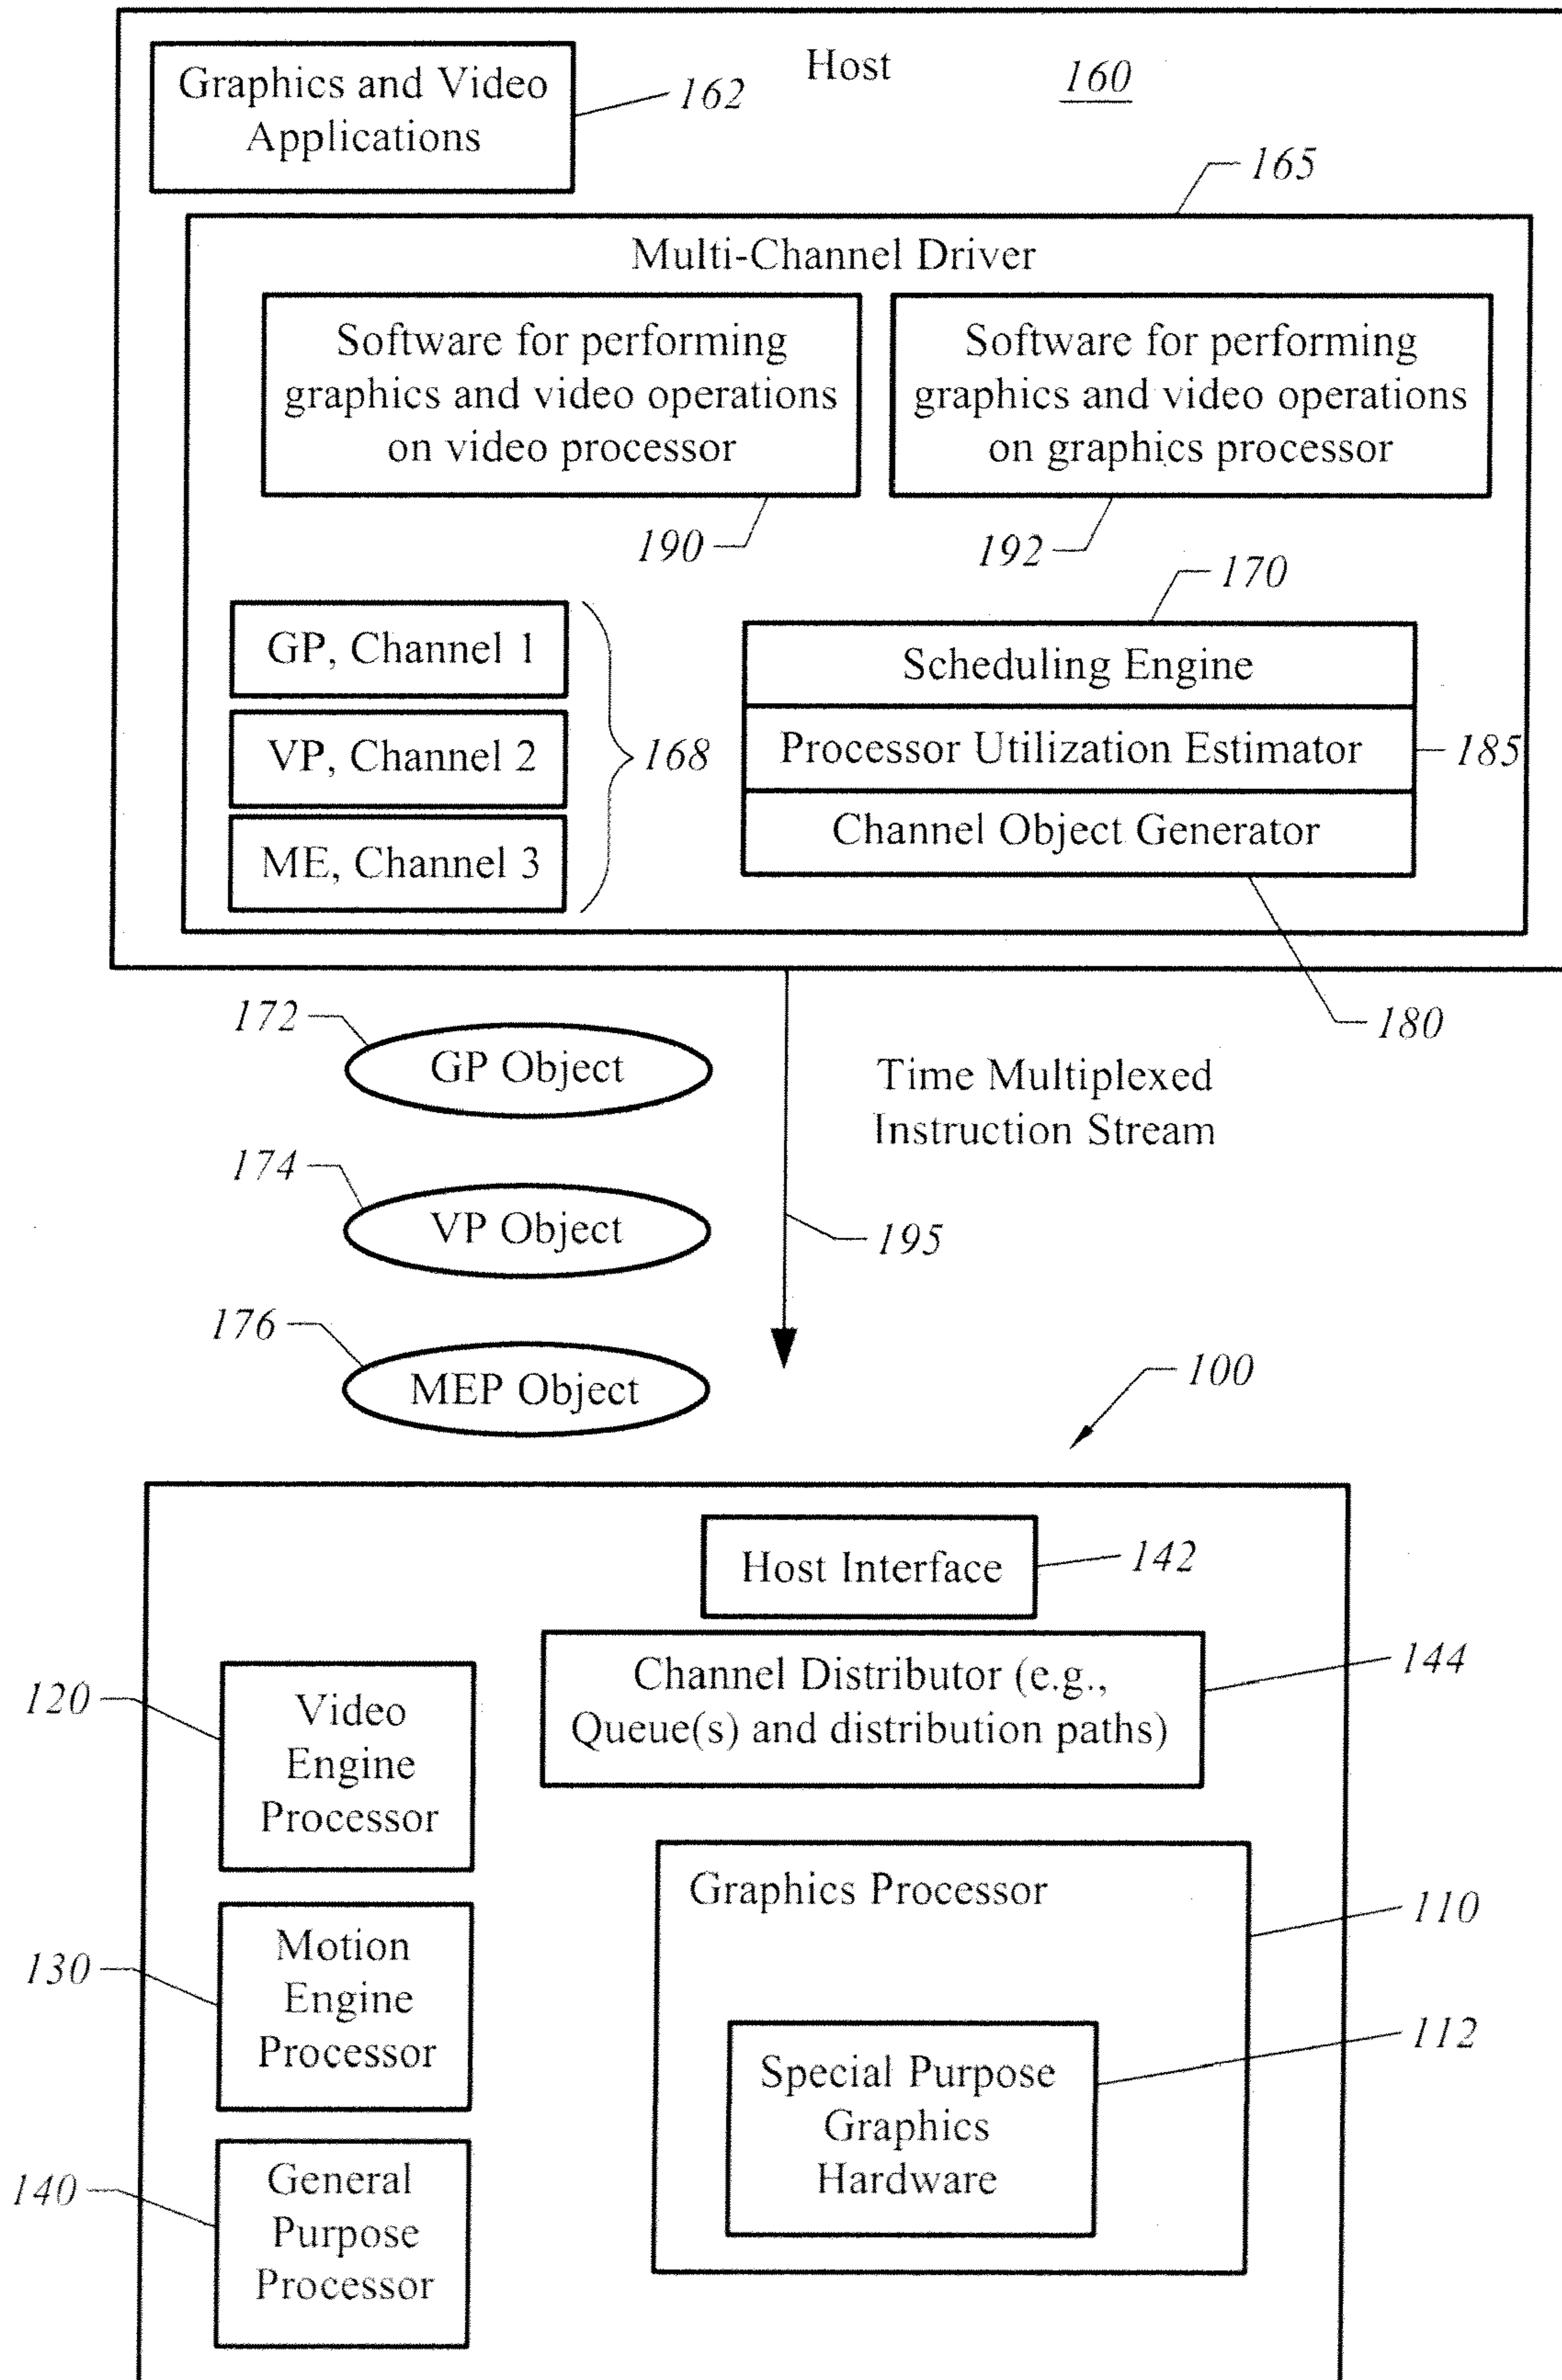 Host
160
Graphics and Video
Applications
162
165
Multi-Channel Driver
Software for performing
graphics and video operations
on video processor
190
Software for performing
graphics and video operations
on graphics processor
192
GP, Channel 1
VP, Channel 2
ME, Channel 3
168
170
Scheduling Engine
Processor Utilization Estimator
185
Channel Object Generator
180
172
GP Object
174
VP Object
176
MEP Object
Time Multiplexed
Instruction Stream
195
100
Host Interface
142
Channel Distributor (e.g.,
Queue(s) and distribution paths)
144
120
Video
Engine
Processor
130
Motion
Engine
Processor
140
General
Purpose
Processor
Graphics Processor
110
Special Purpose
Graphics
Hardware
112